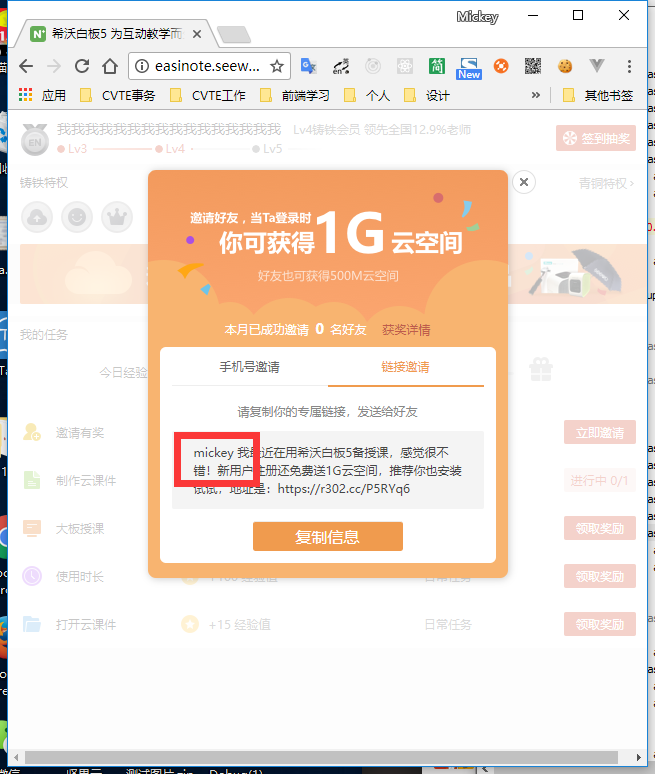 Mickey
希沃白板5 为互动教学而
easinote.seew...
New
应用
CVTE事务
CVTE工作
前端学习
个人
设计
»
其他书签
EN
我我我我我我我我我我我我我我我我 Lv4铸铁会员 领先全国12.9%老师
签到抽奖
Lv3
Lv4
Lv5
铸铁特权
青铜特权 ›
邀请好友，当Ta登录时
你可获得1G云空间
好友也可获得500M云空间
本月已成功邀请 0 名好友 获奖详情
手机号邀请
链接邀请
请复制你的专属链接，发送给好友
mickey 我最近在用希沃白板5备授课，感觉很不
错！新用户注册还免费送1G云空间，推荐你也安装
试试，地址是：https://r302.cc/P5RYq6
复制信息
我的任务
今日经验
邀请有奖
立即邀请
制作云课件
进行中 0/1
大板授课
领取奖励
使用时长
+100 经验值
日常任务
领取奖励
打开云课件
+15 经验值
日常任务
领取奖励